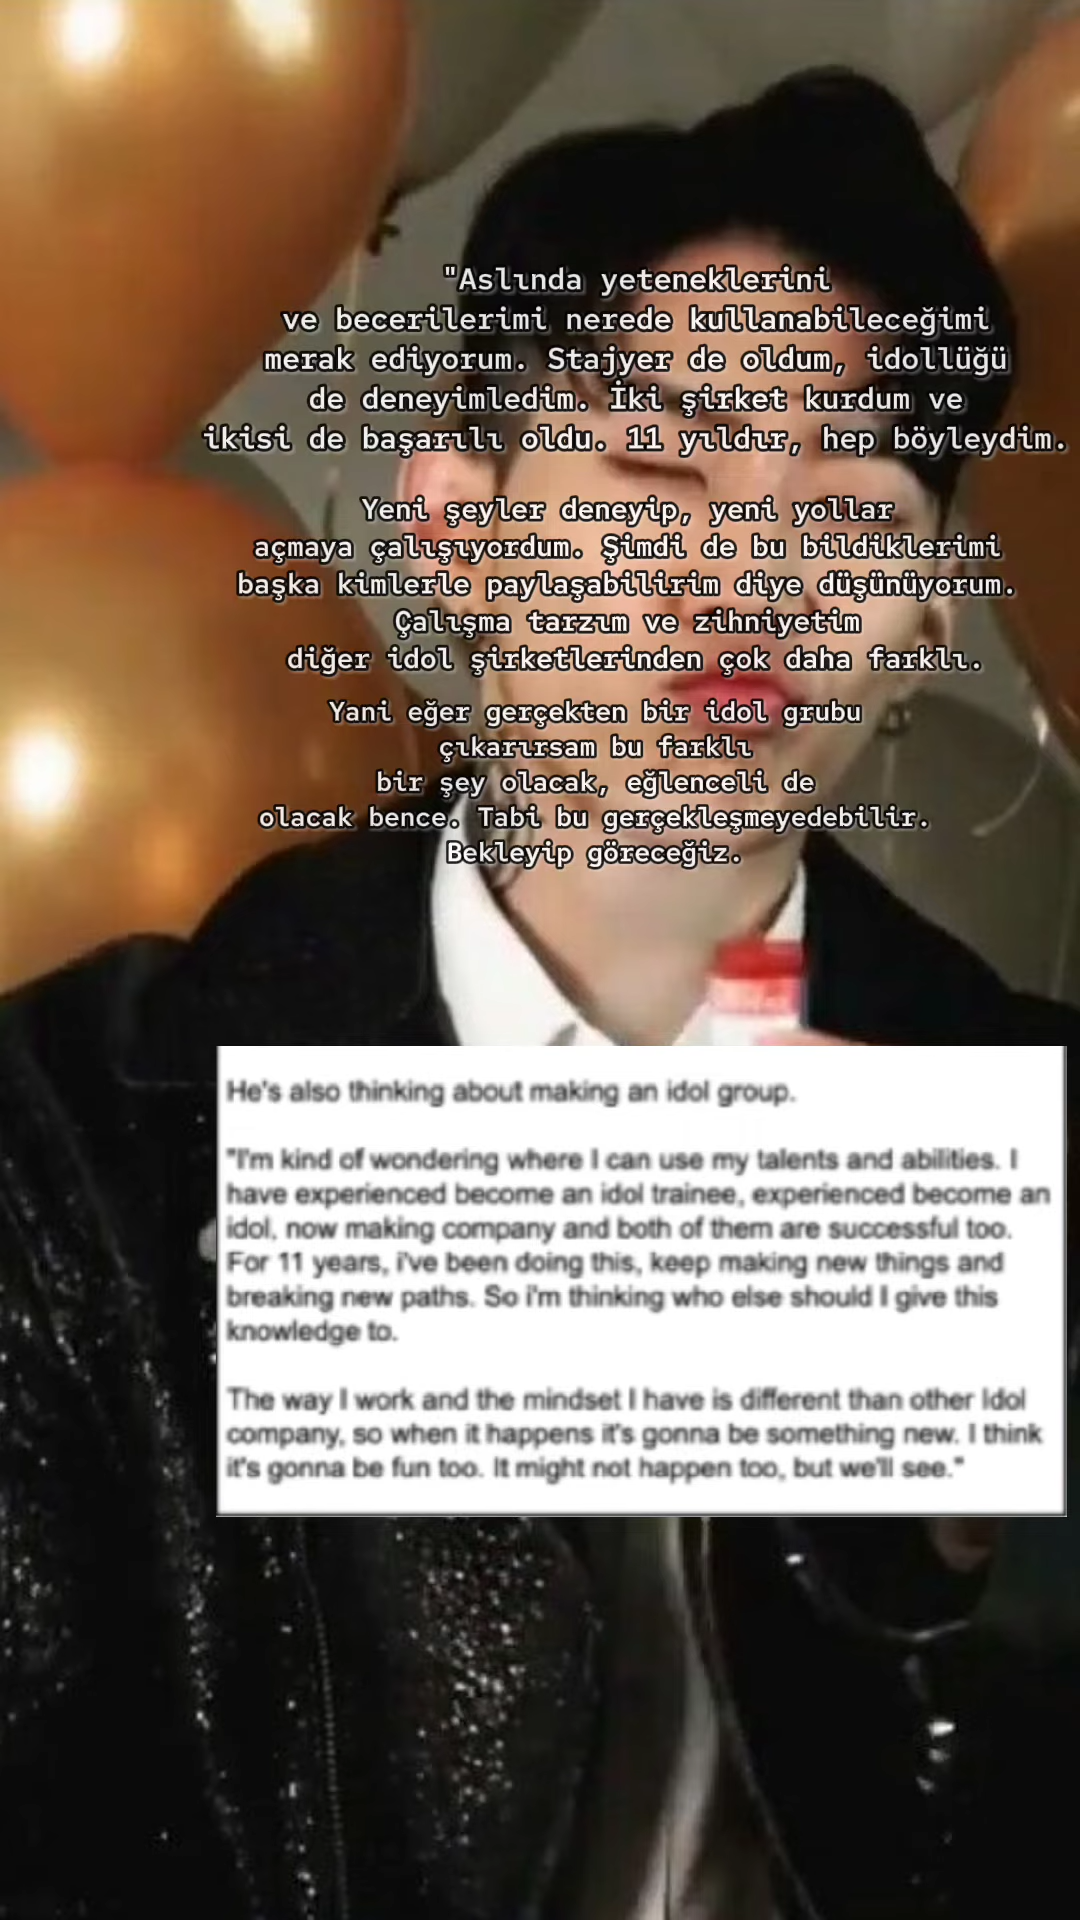 "Aslında yeteneklerini
ve becerilerimi nerede kullanabileceğimi
merak ediyorum. Stajyer de oldum, idollüğü
de deneyimledim. İki şirket kurdum ve
ikisi de başarılı oldu. 11 yıldır, hep böyleydim.
Yeni şeyler deneyip, yeni yollar
açmaya çalışıyordum. Şimdi de bu bildiklerimi
başka kimlerle paylaşabilirim diye düşünüyorum.
Çalışma tarzım ve zihniyetim
diğer idol şirketlerinden çok daha farklı.
Yani eğer gerçekten bir idol grubu
çıkarırsam bu farklı
bir şey olacak, eğlenceli de
olacak bence. Tabi bu gerçekleşmeyedebilir.
Bekleyip göreceğiz.
He's also thinking about making an idol group.
"I'm kind of wondering where I can use my talents and abilities. I
have experienced become an idol trainee, experienced become an
idol, now making company and both of them are successful too.
For 11 years, i've been doing this, keep making new things and
breaking new paths. So i'm thinking who else should I give this
knowledge to.
The way I work and the mindset I have is different than other Idol
company, so when it happens it's gonna be something new. I think
it's gonna be fun too. It might not happen too, but we'll see."